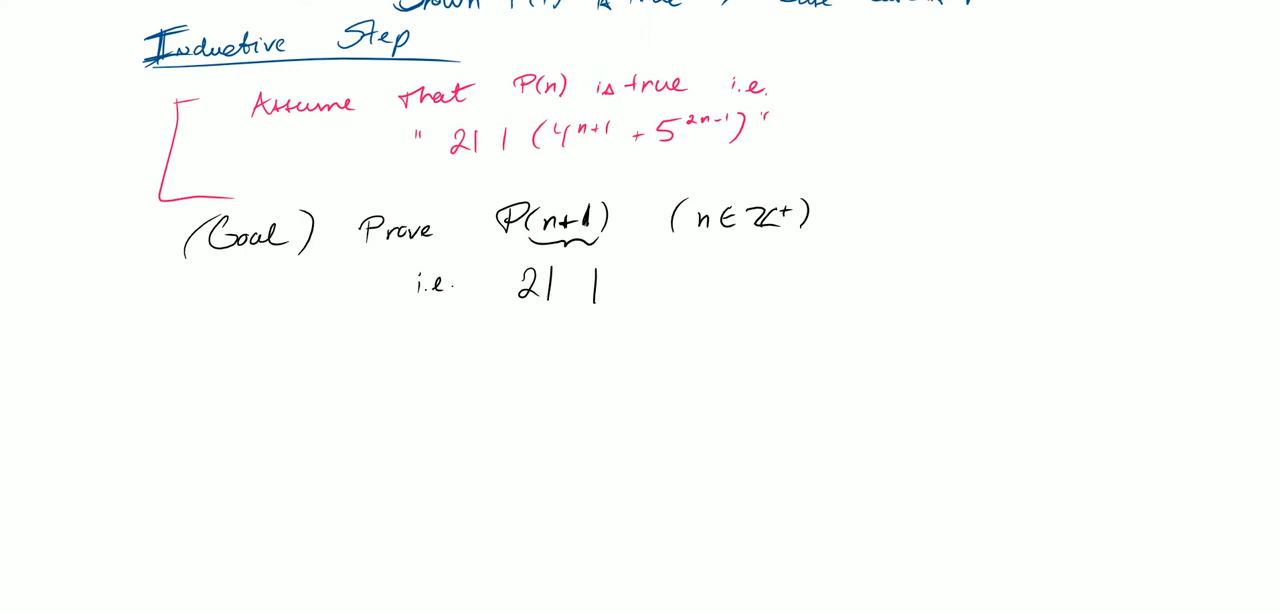 Inductive Step
Assume that P(n) is true i.e.
" 21 | (4^{n+1} + 5^{2n-1}) "
(Goal) Prove P(n+1) (n ∈ ℤ^+)
i.e. 21 |